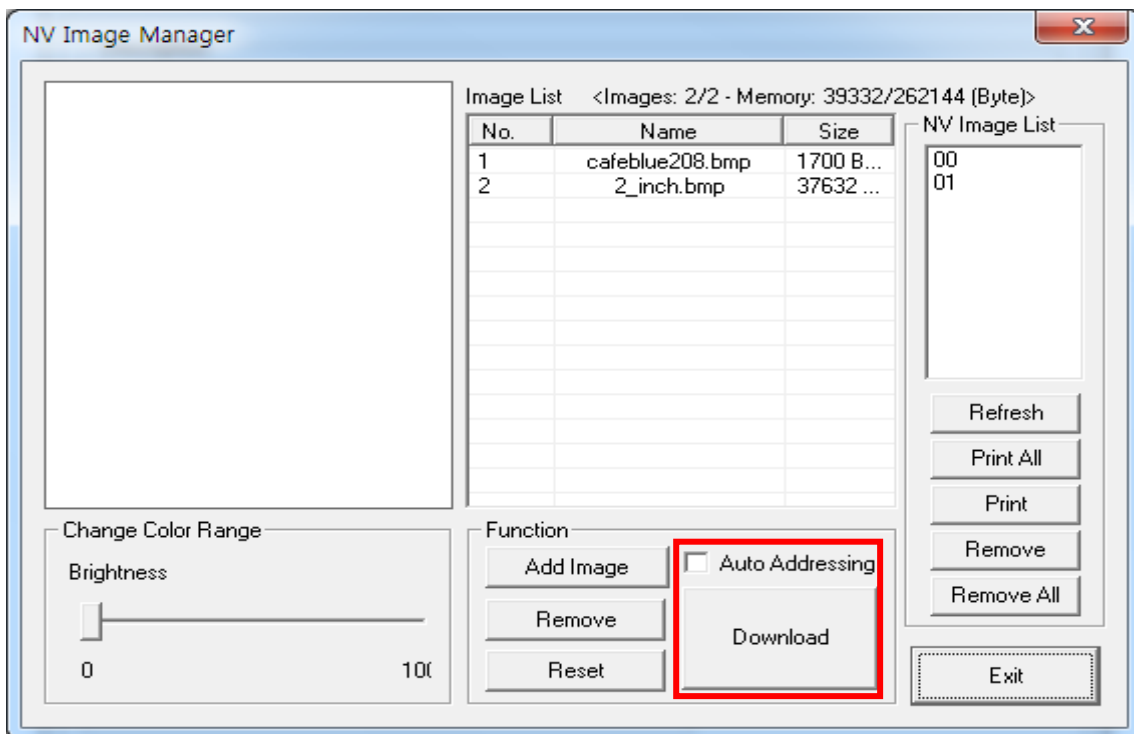 NV Image Manager
Image List <Images: 2/2 - Memory: 39332/262144 (Byte)>
No. Name Size
1 cafeblue208.bmp 1700 B...
2 2_inch.bmp 37632 ...
NV Image List
00
01
Refresh
Print All
Print
Remove
Remove All
Change Color Range
Brightness
0 100
Function
Add Image
Remove
Reset
Auto Addressing
Download
Exit